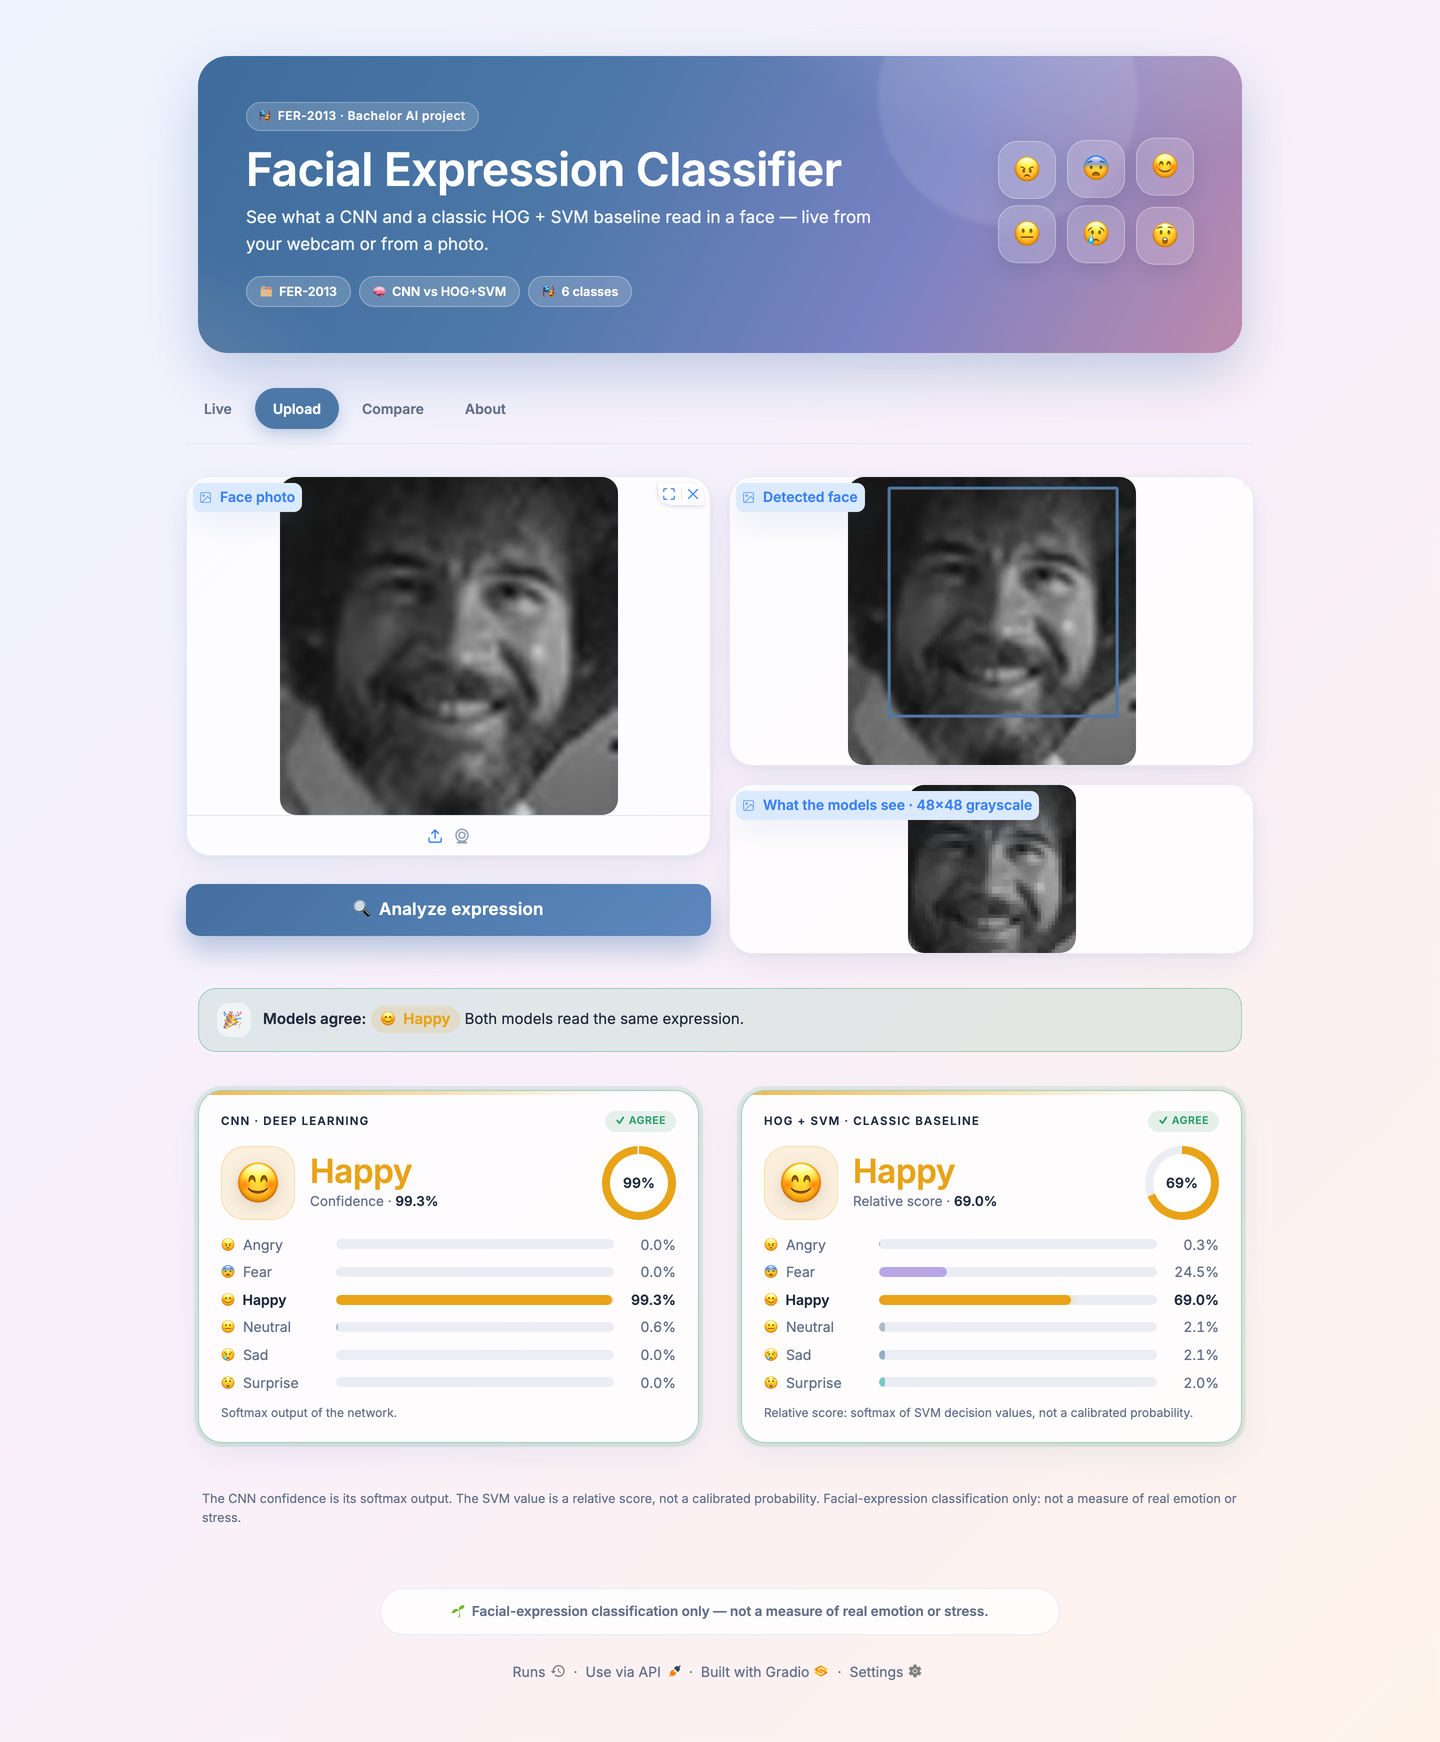 FER-2013 · Bachelor AI project
Facial Expression Classifier
See what a CNN and a classic HOG + SVM baseline read in a face — live from
your webcam or from a photo.
FER-2013
CNN vs HOG+SVM
6 classes
Live
Upload
Compare
About
Face photo
Detected face
What the models see · 48×48 grayscale
Analyze expression
Models agree: Happy Both models read the same expression.
CNN · DEEP LEARNING
✓ AGREE
Happy
Confidence · 99.3%
99%
Angry 0.0%
Fear 0.0%
Happy 99.3%
Neutral 0.6%
Sad 0.0%
Surprise 0.0%
Softmax output of the network.
HOG + SVM · CLASSIC BASELINE
✓ AGREE
Happy
Relative score · 69.0%
69%
Angry 0.3%
Fear 24.5%
Happy 69.0%
Neutral 2.1%
Sad 2.1%
Surprise 2.0%
Relative score: softmax of SVM decision values, not a calibrated probability.
The CNN confidence is its softmax output. The SVM value is a relative score, not a calibrated probability. Facial-expression classification only: not a measure of real emotion or
stress.
Facial-expression classification only — not a measure of real emotion or stress.
Runs · Use via API · Built with Gradio · Settings